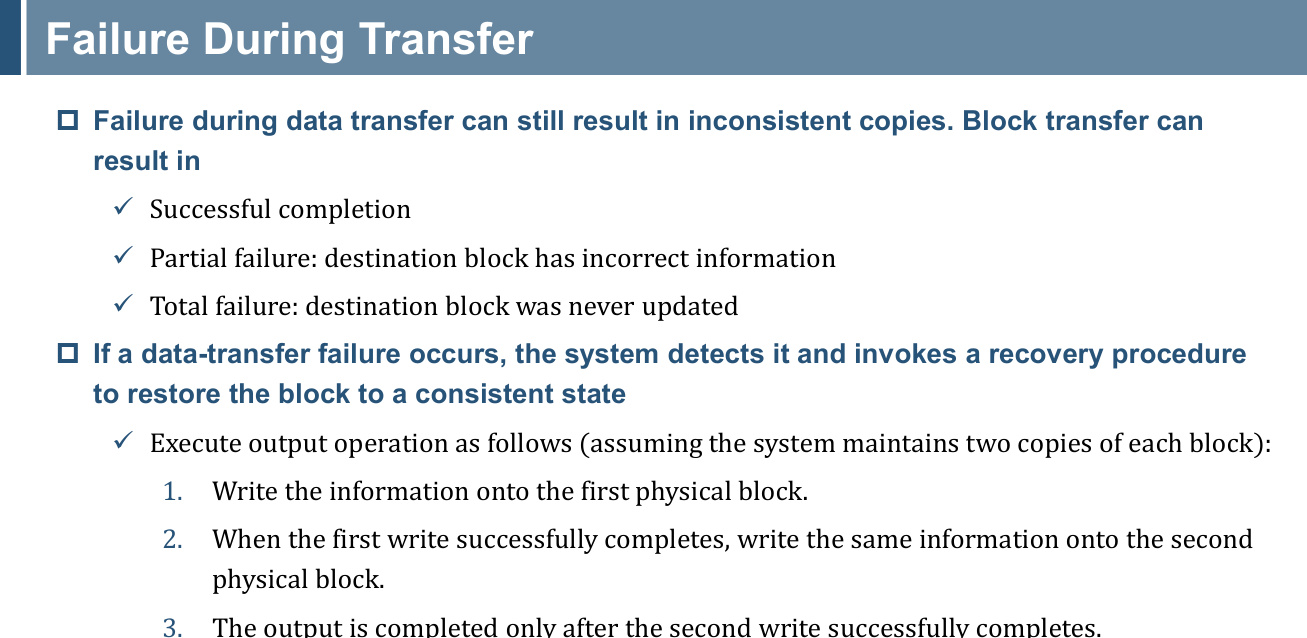 Failure During Transfer
Failure during data transfer can still result in inconsistent copies. Block transfer can
result in
Successful completion
Partial failure: destination block has incorrect information
Total failure: destination block was never updated
If a data-transfer failure occurs, the system detects it and invokes a recovery procedure
to restore the block to a consistent state
Execute output operation as follows (assuming the system maintains two copies of each block):
1. Write the information onto the first physical block.
2. When the first write successfully completes, write the same information onto the second
physical block.
3. The output is completed only after the second write successfully completes.